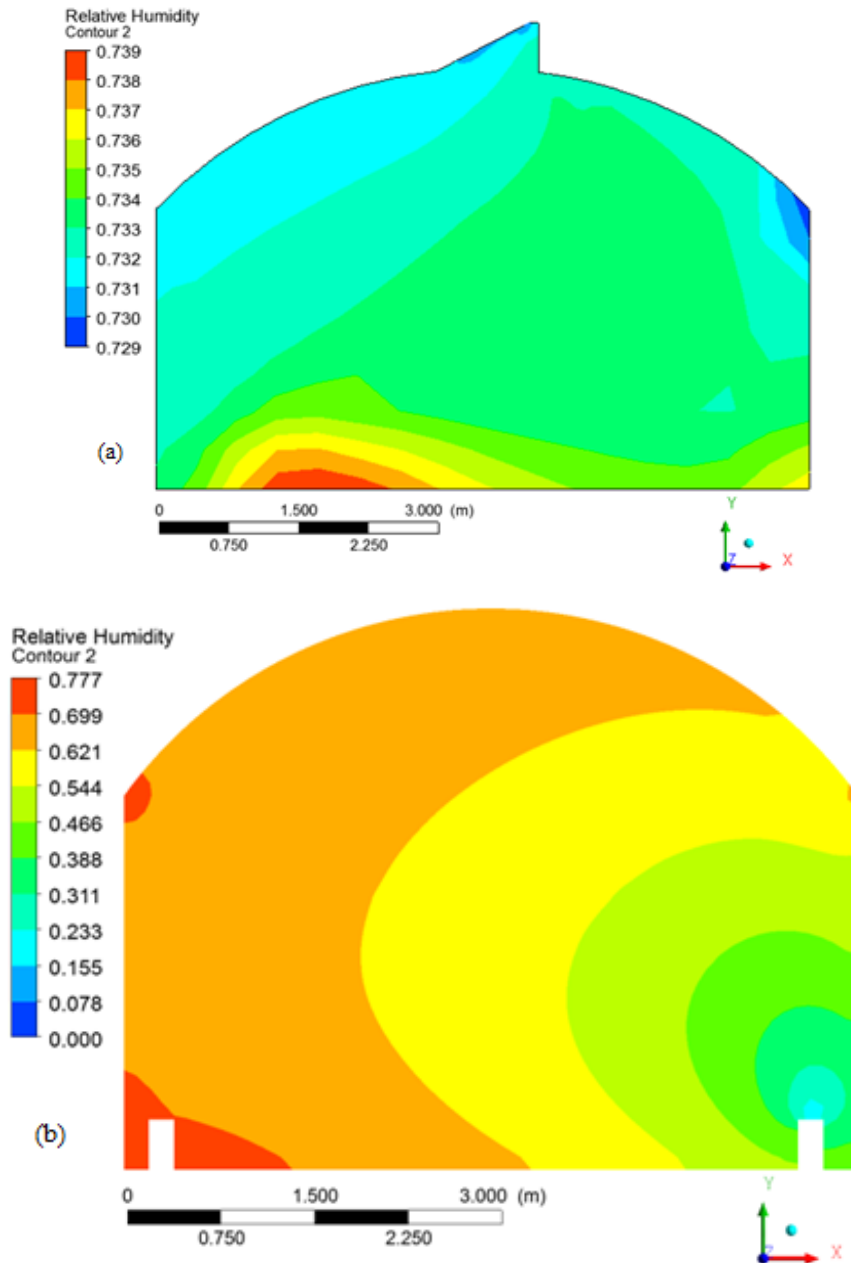 Relative Humidity
Contour 2
0.739
0.738
0.737
0.736
0.735
0.734
0.733
0.732
0.731
0.730
0.729
(a)
0 1.500 3.000 (m)
0.750 2.250
Y
Z X
Relative Humidity
Contour 2
0.777
0.699
0.621
0.544
0.466
0.388
0.311
0.233
0.155
0.078
0.000
(b)
0 1.500 3.000 (m)
0.750 2.250
Y
Z X